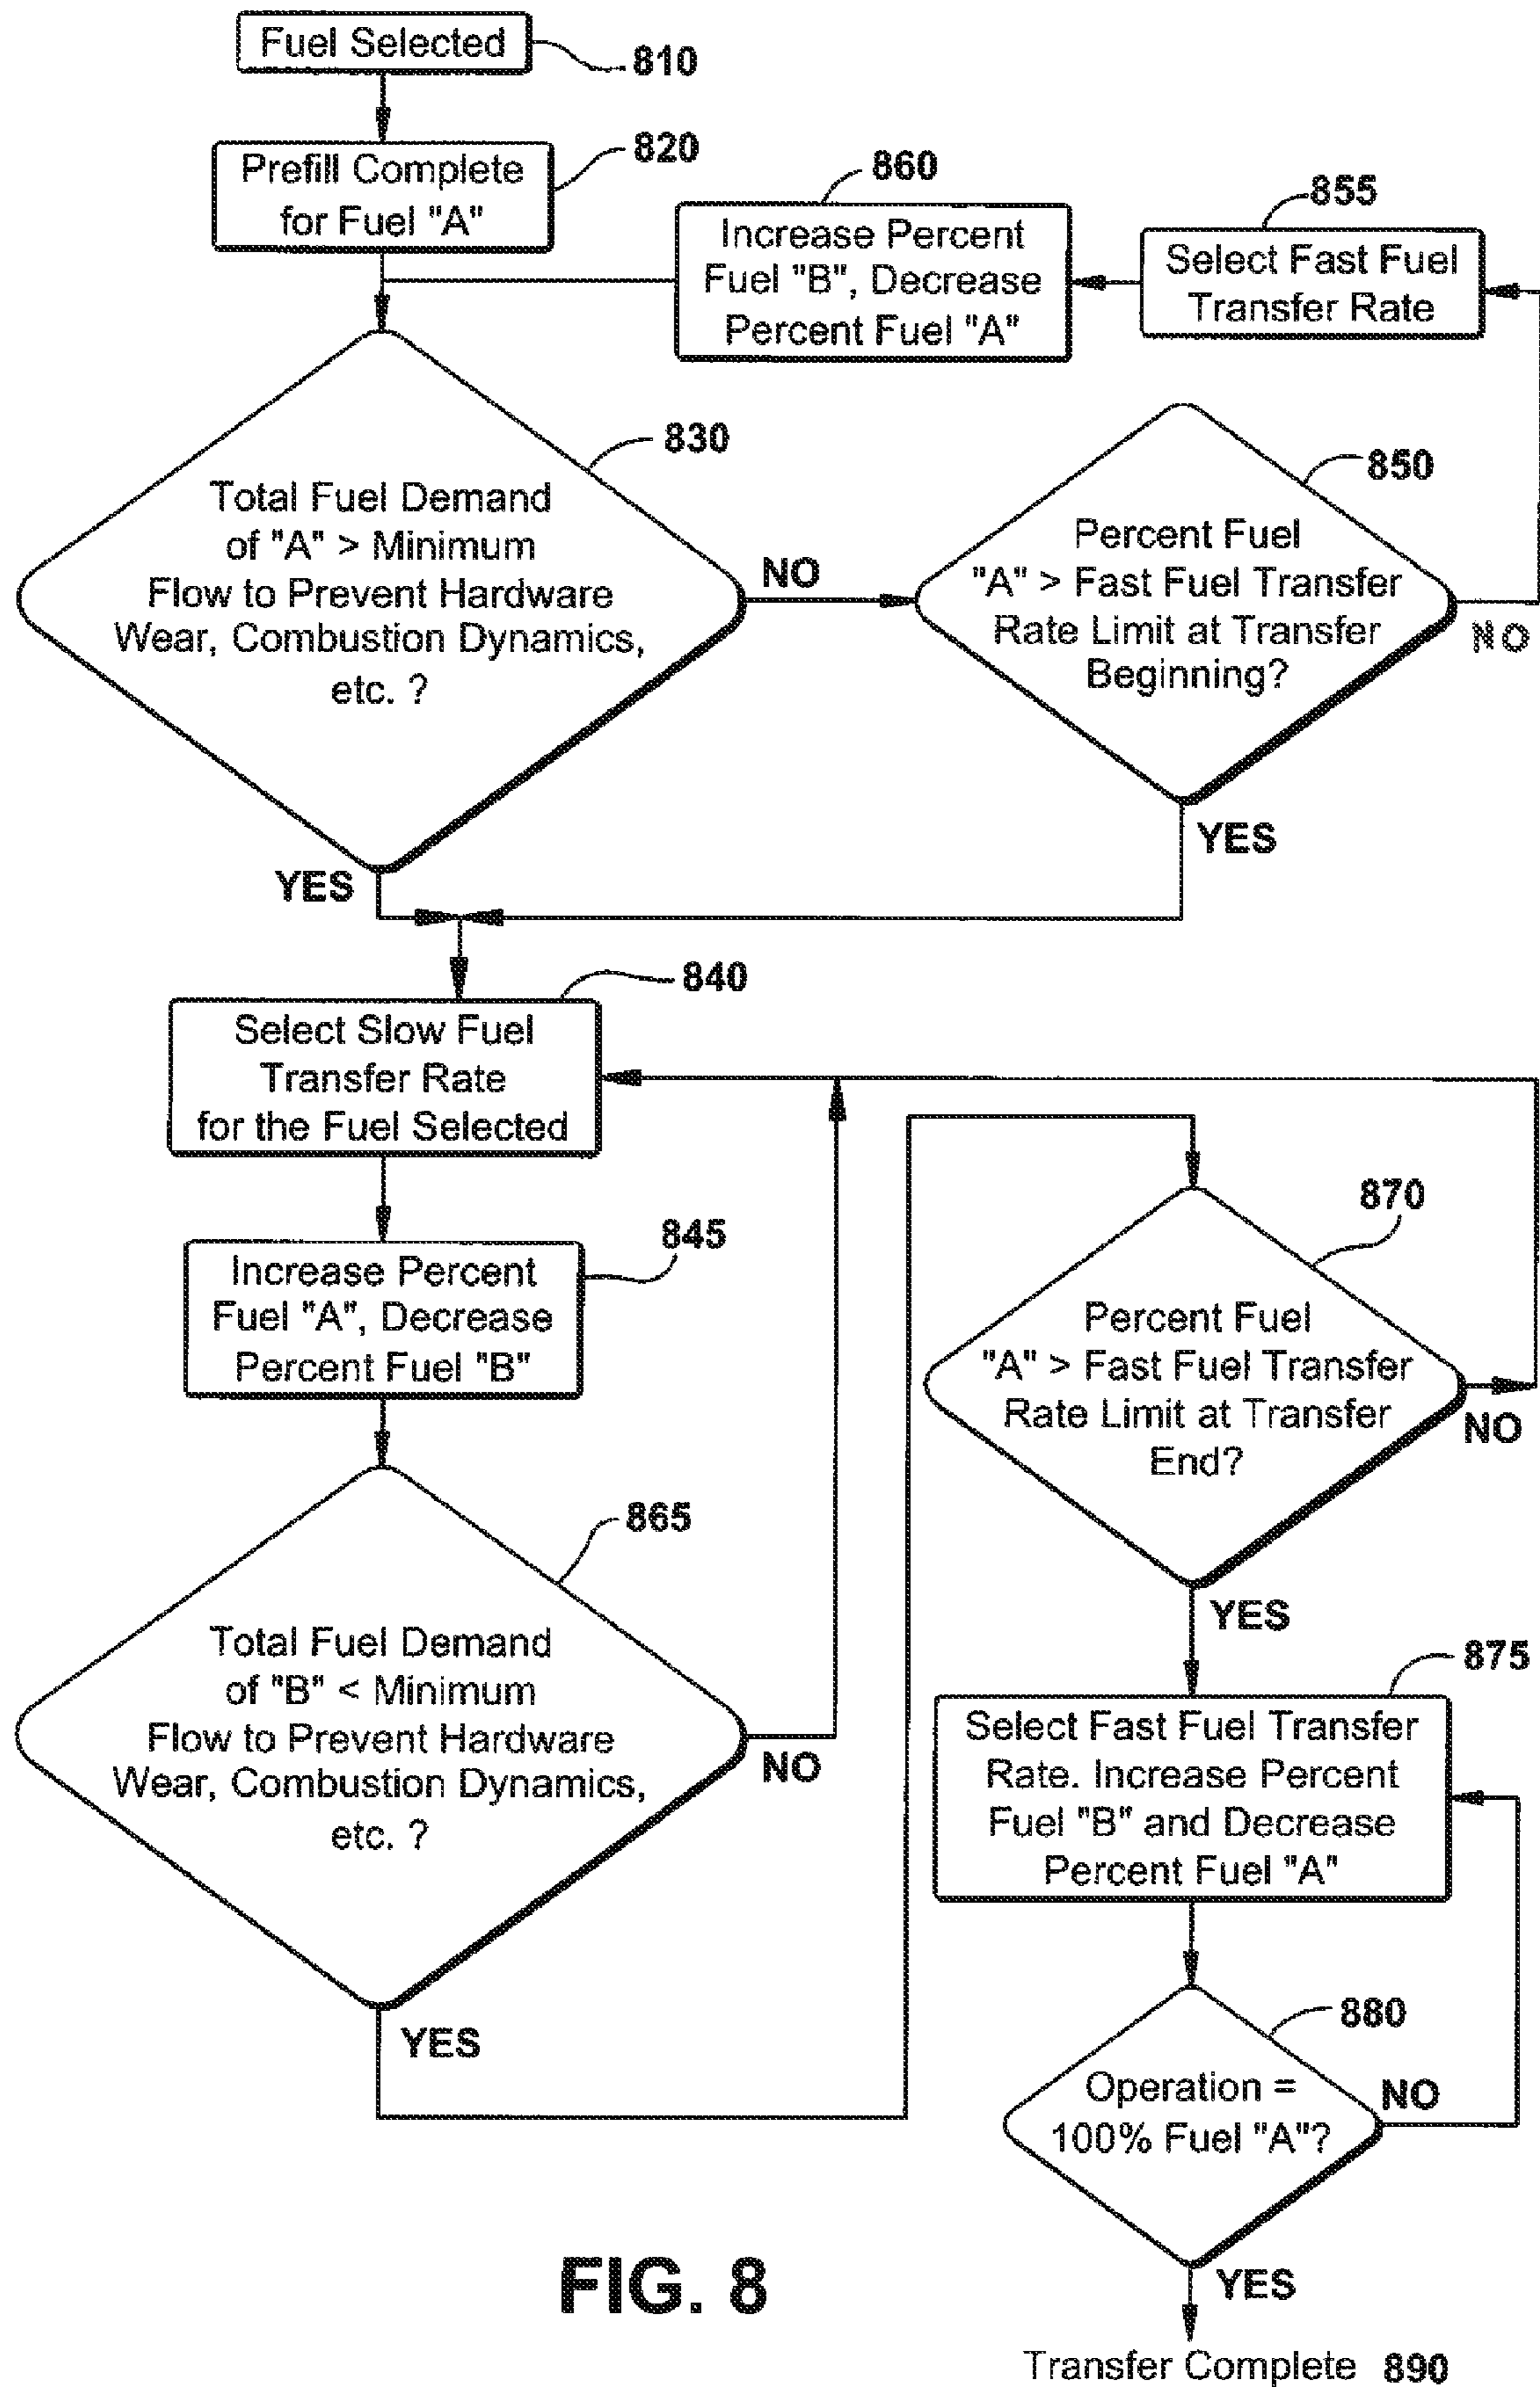 Fuel Selected
810
Prefill Complete
for Fuel "A"
820
Increase Percent
Fuel "B", Decrease
Percent Fuel "A"
860
Select Fast Fuel
Transfer Rate
855
Total Fuel Demand
of "A" > Minimum
Flow to Prevent Hardware
Wear, Combustion Dynamics,
etc. ?
830
NO
YES
Percent Fuel
"A" > Fast Fuel Transfer
Rate Limit at Transfer
Beginning?
850
NO
YES
Select Slow Fuel
Transfer Rate
for the Fuel Selected
840
Increase Percent
Fuel "A", Decrease
Percent Fuel "B"
845
Total Fuel Demand
of "B" < Minimum
Flow to Prevent Hardware
Wear, Combustion Dynamics,
etc. ?
865
NO
YES
Percent Fuel
"A" > Fast Fuel Transfer
Rate Limit at Transfer
End?
870
NO
YES
Select Fast Fuel Transfer
Rate. Increase Percent
Fuel "B" and Decrease
Percent Fuel "A"
875
Operation =
100% Fuel "A"?
880
NO
YES
Transfer Complete 890
FIG. 8